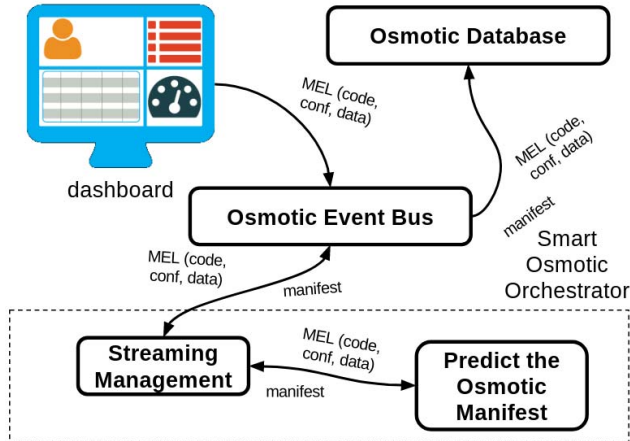 Osmotic Database
MEL (code,
conf, data)
dashboard
MEL (code,
conf, data)
manifest
Osmotic Event Bus
Smart
Osmotic
Orchestrator
MEL (code,
conf, data)
manifest
Streaming
Management
MEL (code,
conf, data)
manifest
Predict the
Osmotic
Manifest